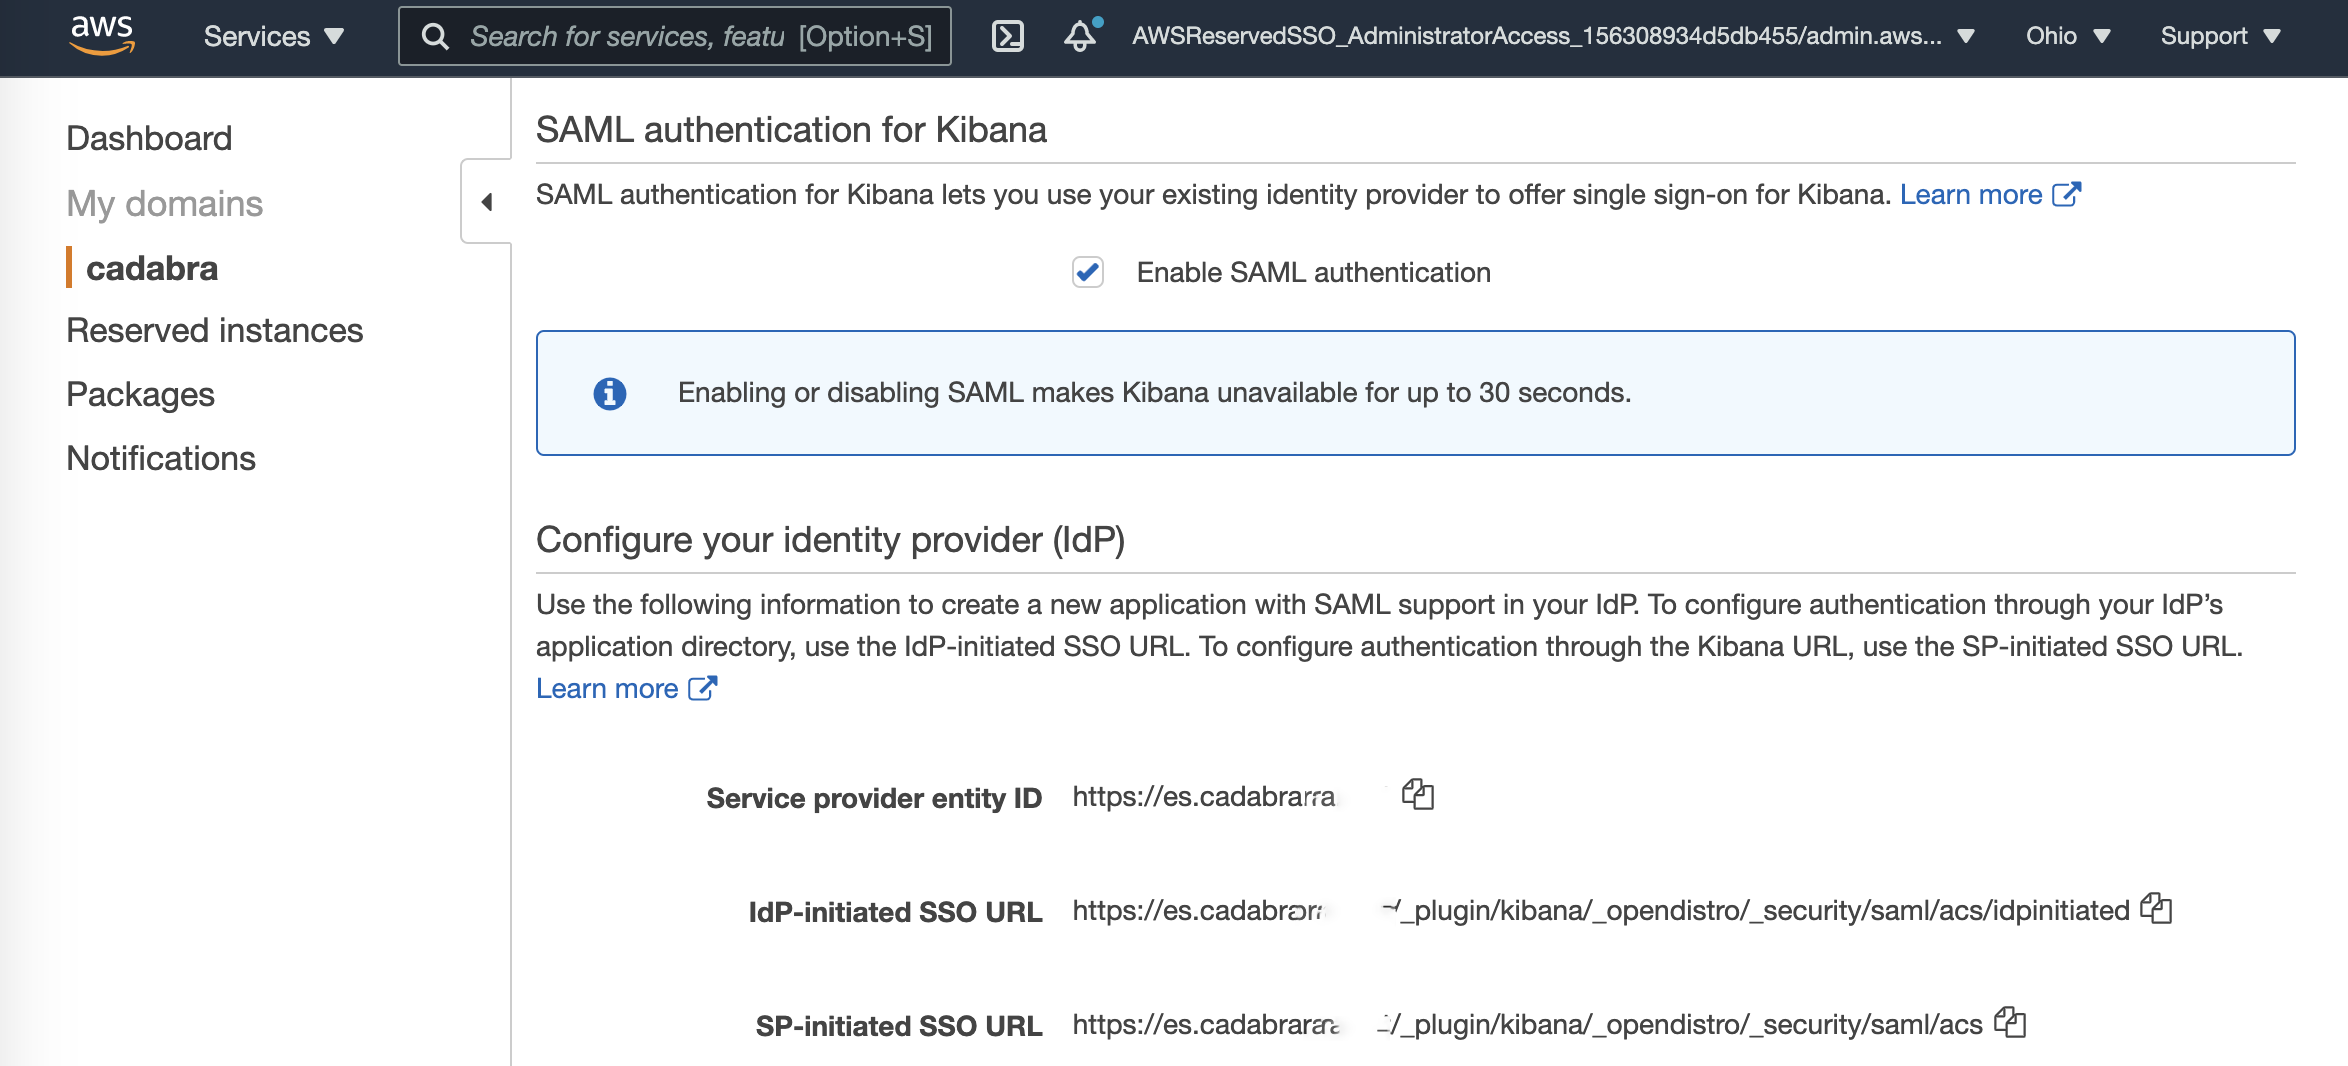 aws
Services
Search for services, featu [Option+S]
AWSReservedSSO_AdministratorAccess_156308934d5db455/admin.aws...
Ohio
Support
Dashboard
My domains
cadabra
Reserved instances
Packages
Notifications
SAML authentication for Kibana
SAML authentication for Kibana lets you use your existing identity provider to offer single sign-on for Kibana. Learn more
Enable SAML authentication
Enabling or disabling SAML makes Kibana unavailable for up to 30 seconds.
Configure your identity provider (IdP)
Use the following information to create a new application with SAML support in your IdP. To configure authentication through your IdP’s
application directory, use the IdP-initiated SSO URL. To configure authentication through the Kibana URL, use the SP-initiated SSO URL.
Learn more
Service provider entity ID https://es.cadabra
IdP-initiated SSO URL https://es.cadabra /_plugin/kibana/_opendistro/_security/saml/acs/idpinitiated
SP-initiated SSO URL https://es.cadabra /_plugin/kibana/_opendistro/_security/saml/acs